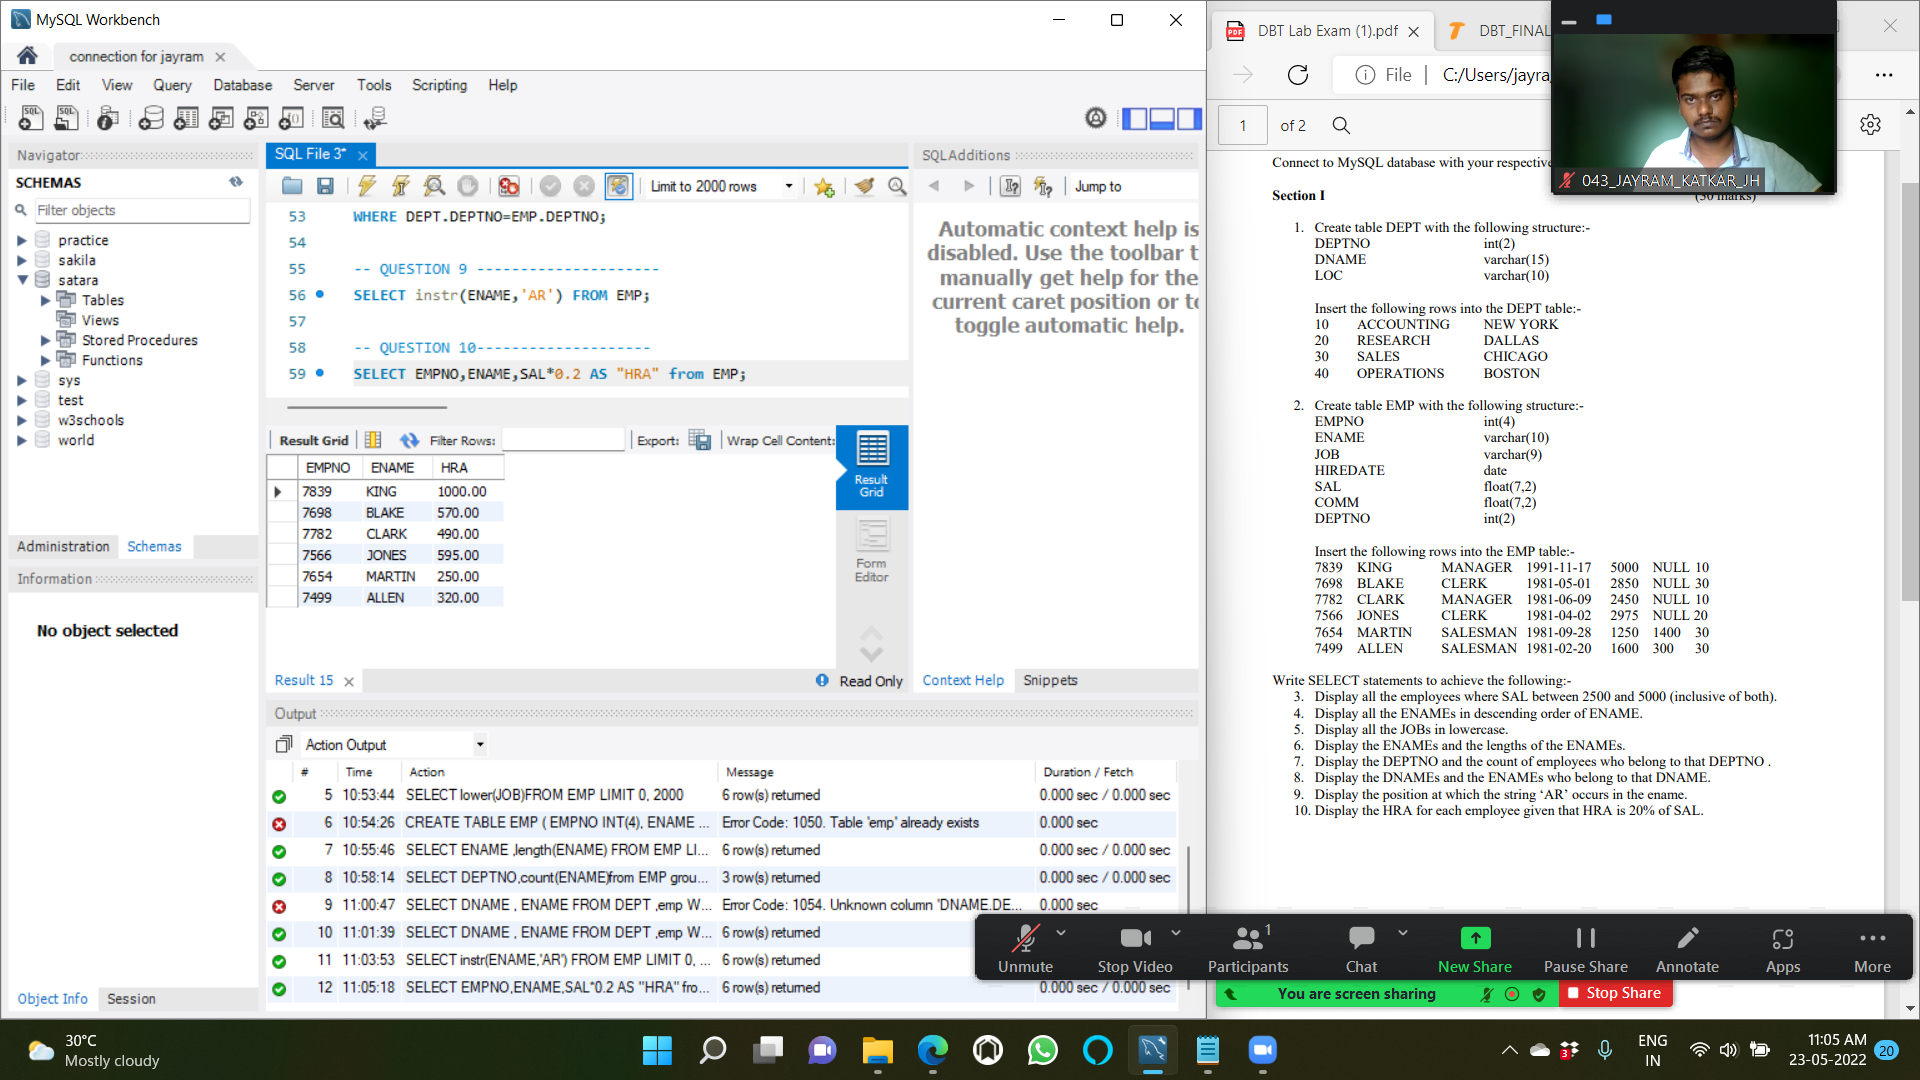 MySQL Workbench
connection for jayram
File Edit View Query Database Server Tools Scripting Help
Navigator
SCHEMAS
Filter objects
practice
sakila
satara
Tables
Views
Stored Procedures
Functions
sys
test
w3schools
world
Administration Schemas
Information
No object selected
Object Info Session
SQL File 3*
Limit to 2000 rows
53 WHERE DEPT.DEPTNO=EMP.DEPTNO;
54
55 -- QUESTION 9 ---------------------
56 SELECT instr(ENAME,'AR') FROM EMP;
57
58 -- QUESTION 10--------------------
59 SELECT EMPNO,ENAME,SAL*0.2 AS "HRA" from EMP;
Result Grid Filter Rows: Export: Wrap Cell Content:
EMPNO ENAME HRA
7839 KING 1000.00
7698 BLAKE 570.00
7782 CLARK 490.00
7566 JONES 595.00
7654 MARTIN 250.00
7499 ALLEN 320.00
Result
Grid
Form
Editor
Result 15
Read Only
SQLAdditions
Jump to
Automatic context help is
disabled. Use the toolbar t
manually get help for the
current caret position or to
toggle automatic help.
Context Help Snippets
Output
Action Output
# Time Action Message Duration / Fetch
5 10:53:44 SELECT lower(JOB)FROM EMP LIMIT 0, 2000 6 row(s) returned 0.000 sec / 0.000 sec
6 10:54:26 CREATE TABLE EMP ( EMPNO INT(4), ENAME ... Error Code: 1050. Table 'emp' already exists 0.000 sec
7 10:55:46 SELECT ENAME ,length(ENAME) FROM EMP LI... 6 row(s) returned 0.000 sec / 0.000 sec
8 10:58:14 SELECT DEPTNO,count(ENAME)from EMP grou... 3 row(s) returned 0.000 sec / 0.000 sec
9 11:00:47 SELECT DNAME , ENAME FROM DEPT ,emp W... Error Code: 1054. Unknown column 'DNAME.DE... 0.000 sec
10 11:01:39 SELECT DNAME , ENAME FROM DEPT ,emp W... 6 row(s) returned
11 11:03:53 SELECT instr(ENAME,'AR') FROM EMP LIMIT 0, ... 6 row(s) returned
12 11:05:18 SELECT EMPNO,ENAME,SAL*0.2 AS "HRA" fro... 6 row(s) returned 0.000 sec / 0.000 sec
PDF DBT Lab Exam (1).pdf
DBT_FINAL
File C:/Users/jayra
1 of 2
043_JAYRAM_KATKAR_JH
Connect to MySQL database with your respective
Section I (30 marks)
1. Create table DEPT with the following structure:-
DEPTNO int(2)
DNAME varchar(15)
LOC varchar(10)
Insert the following rows into the DEPT table:-
10 ACCOUNTING NEW YORK
20 RESEARCH DALLAS
30 SALES CHICAGO
40 OPERATIONS BOSTON
2. Create table EMP with the following structure:-
EMPNO int(4)
ENAME varchar(10)
JOB varchar(9)
HIREDATE date
SAL float(7,2)
COMM float(7,2)
DEPTNO int(2)
Insert the following rows into the EMP table:-
7839 KING MANAGER 1991-11-17 5000 NULL 10
7698 BLAKE CLERK 1981-05-01 2850 NULL 30
7782 CLARK MANAGER 1981-06-09 2450 NULL 10
7566 JONES CLERK 1981-04-02 2975 NULL 20
7654 MARTIN SALESMAN 1981-09-28 1250 1400 30
7499 ALLEN SALESMAN 1981-02-20 1600 300 30
Write SELECT statements to achieve the following:-
3. Display all the employees where SAL between 2500 and 5000 (inclusive of both).
4. Display all the ENAMEs in descending order of ENAME.
5. Display all the JOBs in lowercase.
6. Display the ENAMEs and the lengths of the ENAMEs.
7. Display the DEPTNO and the count of employees who belong to that DEPTNO .
8. Display the DNAMEs and the ENAMEs who belong to that DNAME.
9. Display the position at which the string ‘AR’ occurs in the ename.
10. Display the HRA for each employee given that HRA is 20% of SAL.
Unmute Stop Video Participants 1 Chat New Share Pause Share Annotate Apps More
You are screen sharing Stop Share
30°C
Mostly cloudy
3
ENG
IN
11:05 AM
23-05-2022
20